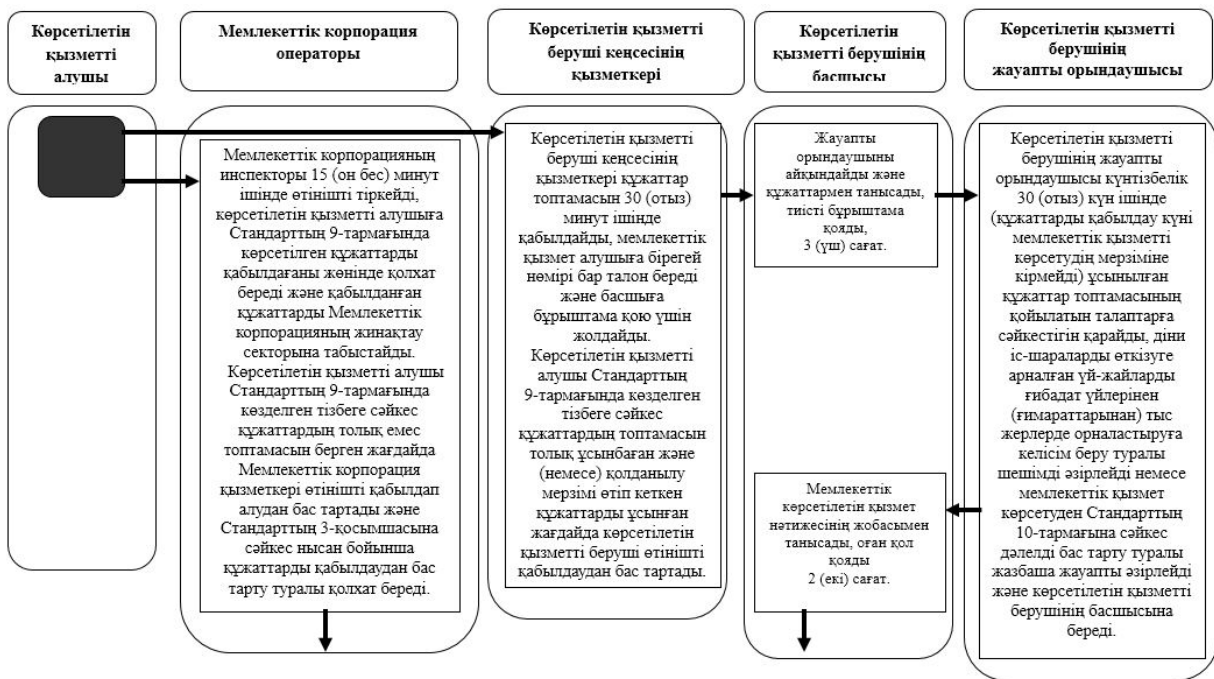 Көрсетілетін
қызметті
алушы
Мемлекеттік корпорация
операторы
Көрсетілетін қызметті
беруші кеңсесінің
қызметкері
Көрсетілетін
қызметті берушінің
басшысы
Көрсетілетін қызметті
берушінің
жауапты орындаушысы
Мемлекеттік корпорацияның
инспекторы 15 (он бес) минут
ішінде өтінішті тіркейді,
көрсетілетін қызметті алушыға
Стандарттың 9-тармағында
көрсетілген құжаттарды
қабылдағаны жөнінде қолхат
береді және қабылданған
құжаттарды Мемлекеттік
корпорацияның жинақтау
секторына табыстайды.
Көрсетілетін қызметті алушы
Стандарттың 9-тармағында
көзделген тізбеге сәйкес
құжаттардың толық емес
топтамасын берген жағдайда
Мемлекеттік корпорация
қызметкері өтінішті қабылдап
алудан бас тартады және
Стандарттың 3-қосымшасына
сәйкес нысан бойынша
құжаттарды қабылдаудан бас
тарту туралы қолхат береді.
Көрсетілетін қызметті
беруші кеңсесінің
қызметкері құжаттар
топтамасын 30 (отыз)
минут ішінде
қабылдайды, мемлекеттік
қызмет алушыға бірегей
нөмірі бар талон береді
және басшыға
бұрыштама қою үшін
жолдайды.
Көрсетілетін қызметті
алушы Стандарттың
9-тармағында көзделген
тізбеге сәйкес
құжаттардың топтамасын
толық ұсынбаған және
(немесе) қолданылу
мерзімі өтіп кеткен
құжаттарды ұсынған
жағдайда көрсетілетін
қызметті беруші өтінішті
қабылдаудан бас тартады.
Жауапты
орындаушыны
айқындайды және
құжаттармен танысады,
тиісті бұрыштама
қояды,
3 (үш) сағат.
Мемлекеттік
көрсетілетін қызмет
нәтижесінің жобасымен
танысады, оған қол
қояды
2 (екі) сағат.
Көрсетілетін қызметті
берушінің жауапты
орындаушысы күнтізбелік
30 (отыз) күн ішінде
(құжаттарды қабылдау күні
мемлекеттік қызметті
көрсетудің мерзіміне
кірмейді) ұсынылған
құжаттар топтамасының
қойылатын талаптарға
сәйкестігін қарайды, діни
іс-шараларды өткізуге
арналған үй-жайларды
ғибадат үйлерінен
(ғимараттарынан) тыс
жерлерде орналастыруға
келісім беру туралы
шешімді әзірлейді немесе
мемлекеттік қызмет
көрсетуден Стандарттың
10-тармағына сәйкес
дәлелді бас тарту туралы
жазбаша жауапты әзірлейді
және көрсетілетін қызметті
берушінің басшысына
береді.